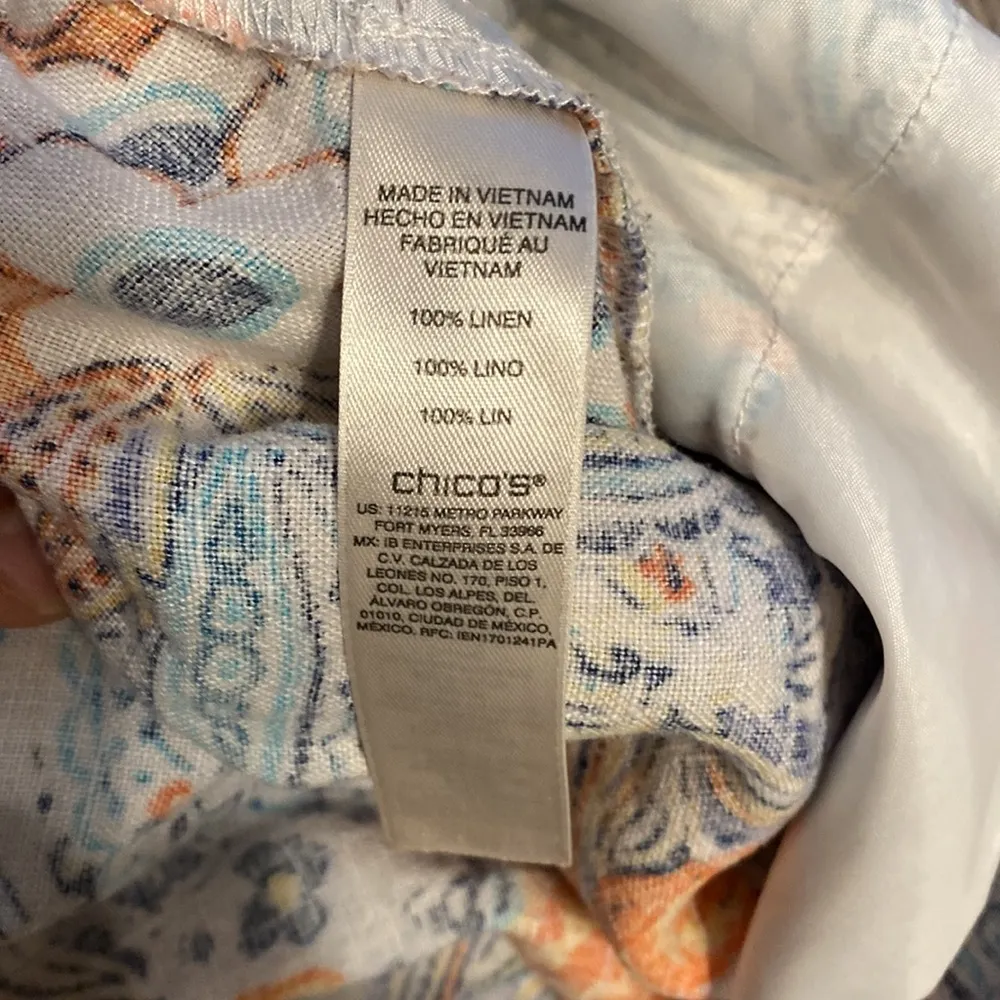 MADE IN VIETNAM
HECHO EN VIETNAM
FABRIQUÉ AU
VIETNAM
100% LINEN
100% LINO
100% LIN
chico's®
US: 11215 METRO PARKWAY
FORT MYERS, FL 33966
MX: IB ENTERPRISES S.A. DE
C.V. CALZADA DE LOS
LEONES NO. 170, PISO 1,
COL. LOS ALPES, DEL.
ÁLVARO OBREGÓN, C.P.
01010, CIUDAD DE MÉXICO,
MÉXICO. RFC: IEN1701241PA